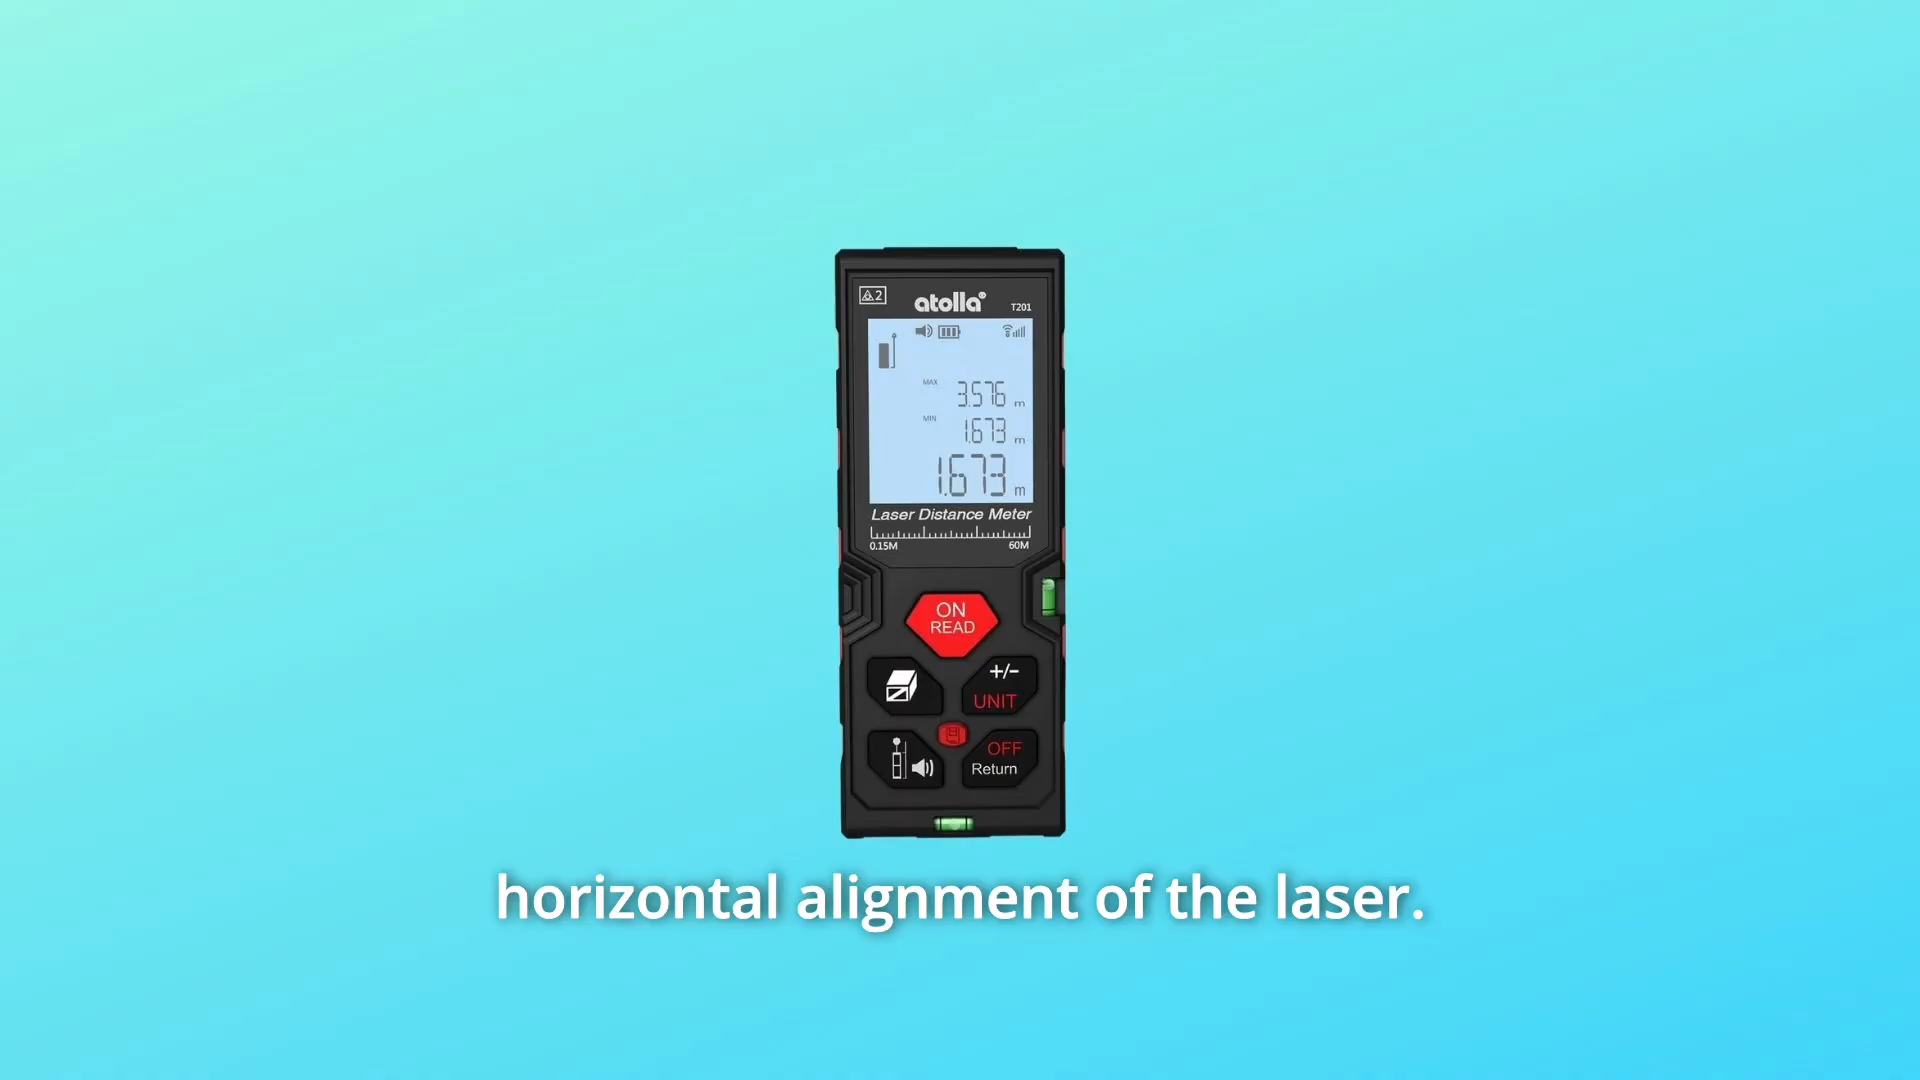 2
atolla®
T201
MAX 3.576 m
MIN 1.673 m
1.673 m
Laser Distance Meter
0.15M 60M
ON
READ
+/-
UNIT
OFF
Return
horizontal alignment of the laser.